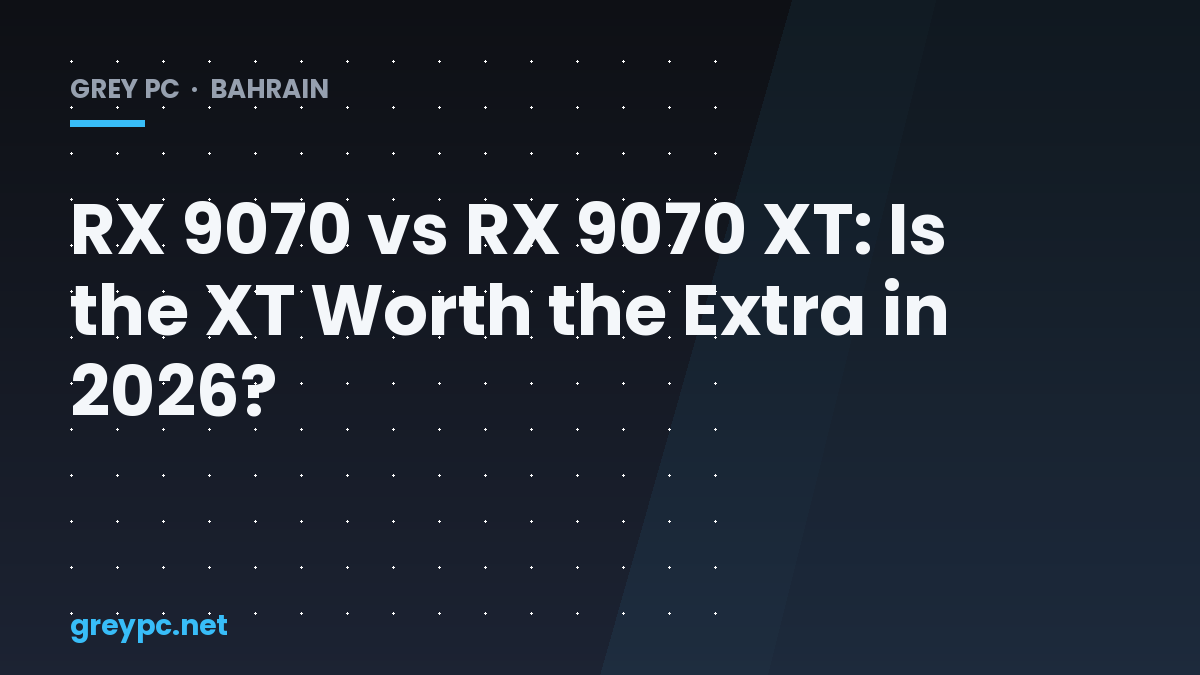 GREY PC · BAHRAIN
RX 9070 vs RX 9070 XT: Is
the XT Worth the Extra in
2026?
greypc.net